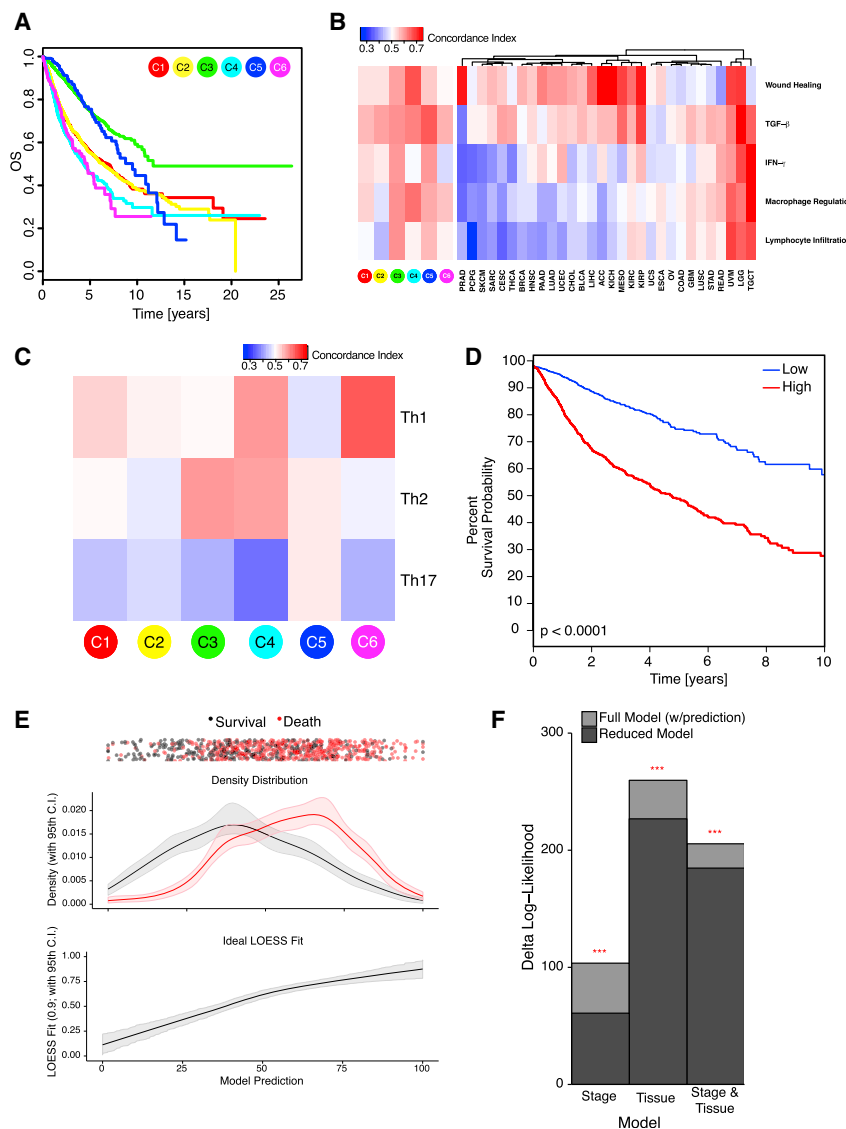 A
C1 C2 C3 C4 C5 C6
1.0
0.8
0.6
0.4
0.2
0.0
OS
0 5 10 15 20 25
Time [years]
B
Concordance Index
0.3 0.5 0.7
Wound Healing
TGF-β
IFN-γ
Macrophage Regulatio
Lymphocyte Infiltratio
C1 C2 C3 C4 C5 C6
PRAD PCPG SKCM SARC CESC THCA BRCA HNSC PAAD LUAD UCEC CHOL BLCA LIHC ACC KICH MESO KIRC KIRP UCS ESCA OV COAD GBM LUSC STAD READ UVM LGG TGCT
C
Concordance Index
0.3 0.5 0.7
Th1
Th2
Th17
C1 C2 C3 C4 C5 C6
D
100
90
80
70
60
50
40
30
20
10
0
Percent
Survival Probability
Low
High
p < 0.0001
0 2 4 6 8 10
Time [years]
E
Survival Death
Density Distribution
Density (with 95th C.I.)
0.020
0.015
0.010
0.005
0.000
Ideal LOESS Fit
LOESS Fit (0.9; with 95th C.I.)
1.00
0.75
0.50
0.25
0.00
0 25 50 75 100
Model Prediction
F
Full Model (w/prediction)
Reduced Model
300
200
100
0
Delta Log-Likelihood
***
***
***
Stage Tissue Stage &
Tissue
Model